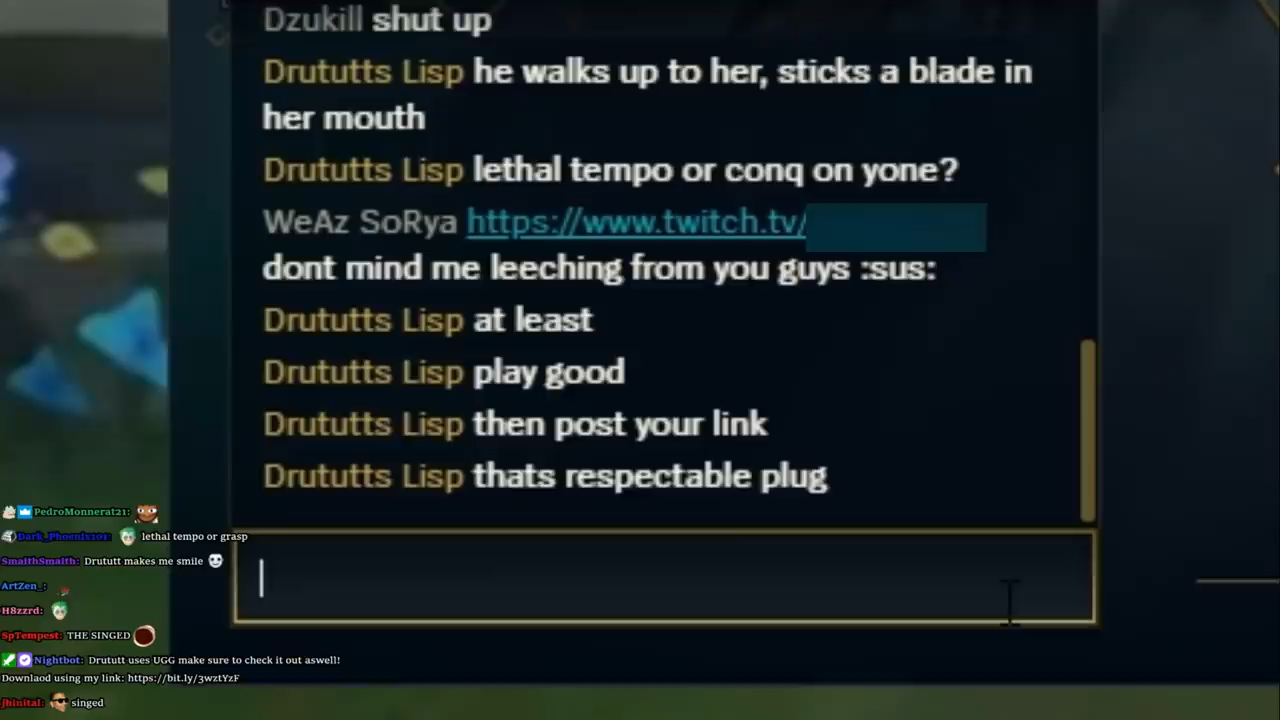 Dzukill shut up
Drututts Lisp he walks up to her, sticks a blade in
her mouth
Drututts Lisp lethal tempo or conq on yone?
WeAz SoRya https://www.twitch.tv/
dont mind me leeching from you guys :sus:
Drututts Lisp at least
Drututts Lisp play good
Drututts Lisp then post your link
Drututts Lisp thats respectable plug
PedroMonnerat21:
Dark_Phoenix101: lethal tempo or grasp
SmalthSmalth: Drututt makes me smile
ArtZen_:
H8zzrd:
SpTempest: THE SINGED
Nightbot: Drututt uses UGG make sure to check it out aswell!
Downlaod using my link: https://bit.ly/3wztYzF
Jhinital: singed